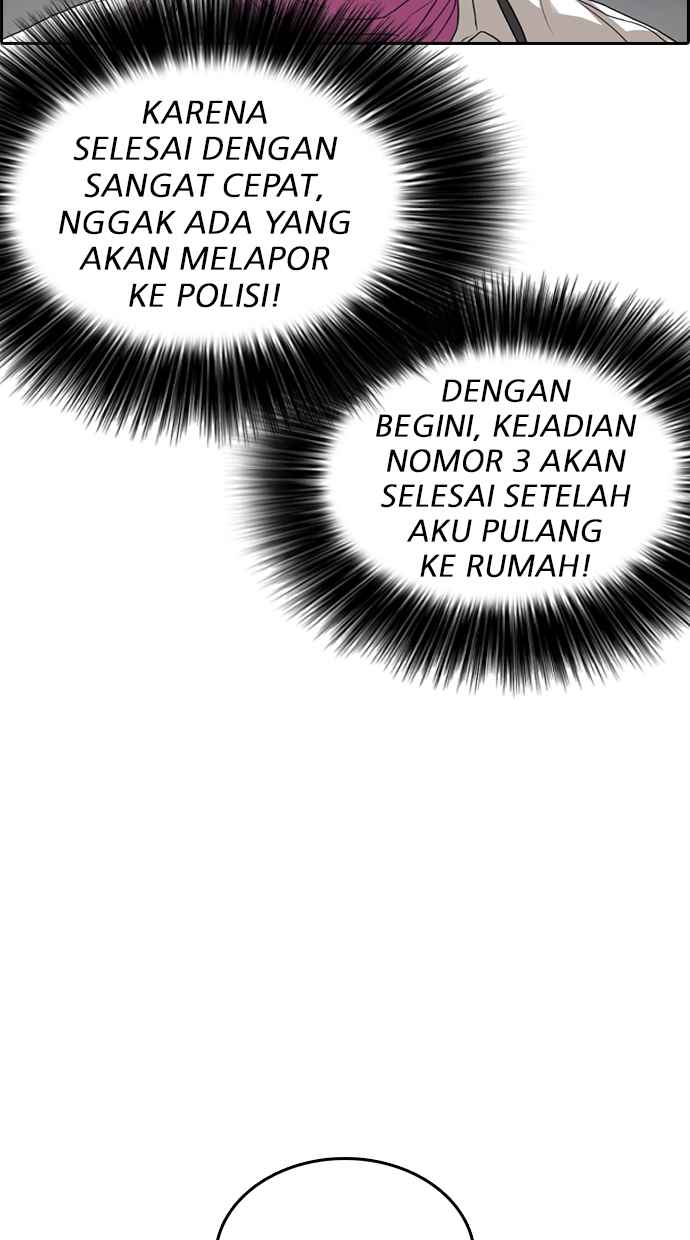 KARENA
SELESAI DENGAN
SANGAT CEPAT,
NGGAK ADA YANG
AKAN MELAPOR
KE POLISI!
DENGAN
BEGINI, KEJADIAN
NOMOR 3 AKAN
SELESAI SETELAH
AKU PULANG
KE RUMAH!